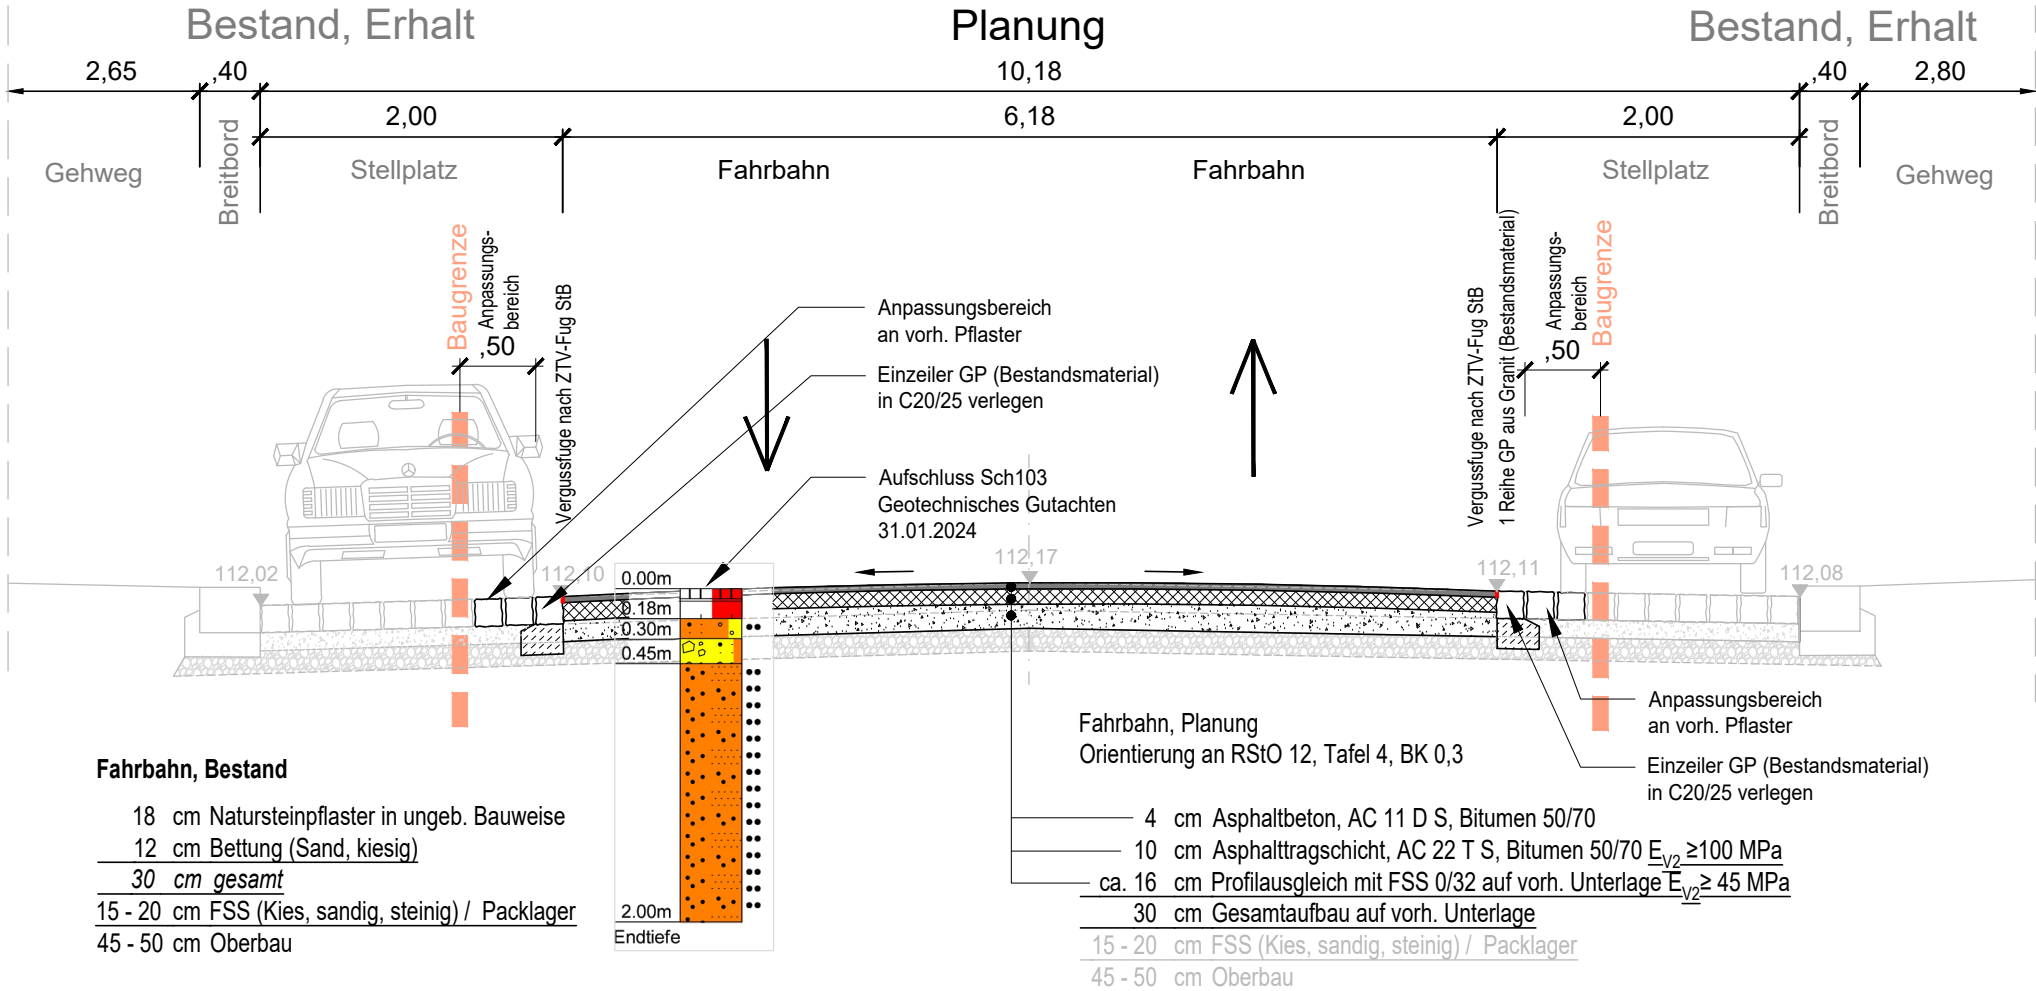 Bestand, Erhalt
Planung
Bestand, Erhalt
2,65
,40
10,18
,40
2,80
2,00
6,18
2,00
Gehweg
Breitbord
Stellplatz
Fahrbahn
Fahrbahn
Stellplatz
Breitbord
Gehweg
Baugrenze
Anpassungs-
bereich
,50
Vergussfuge nach ZTV-Fug StB
Anpassungsbereich
an vorh. Pflaster
Einzeiler GP (Bestandsmaterial)
in C20/25 verlegen
Aufschluss Sch103
Geotechnisches Gutachten
31.01.2024
Vergussfuge nach ZTV-Fug StB
1 Reihe GP aus Granit (Bestandsmaterial)
Anpassungs-
bereich
,50
Baugrenze
112,02
112,10
112,17
112,11
112,08
0.00m
0.18m
0.30m
0.45m
2.00m
Endtiefe
Anpassungsbereich
an vorh. Pflaster
Einzeiler GP (Bestandsmaterial)
in C20/25 verlegen
Fahrbahn, Bestand
18 cm Natursteinpflaster in ungeb. Bauweise
12 cm Bettung (Sand, kiesig)
30 cm gesamt
15 - 20 cm FSS (Kies, sandig, steinig) / Packlager
45 - 50 cm Oberbau
Fahrbahn, Planung
Orientierung an RStO 12, Tafel 4, BK 0,3
4 cm Asphaltbeton, AC 11 D S, Bitumen 50/70
10 cm Asphalttragschicht, AC 22 T S, Bitumen 50/70 EV2 ≥100 MPa
ca. 16 cm Profilausgleich mit FSS 0/32 auf vorh. Unterlage EV2≥ 45 MPa
30 cm Gesamtaufbau auf vorh. Unterlage
15 - 20 cm FSS (Kies, sandig, steinig) / Packlager
45 - 50 cm Oberbau